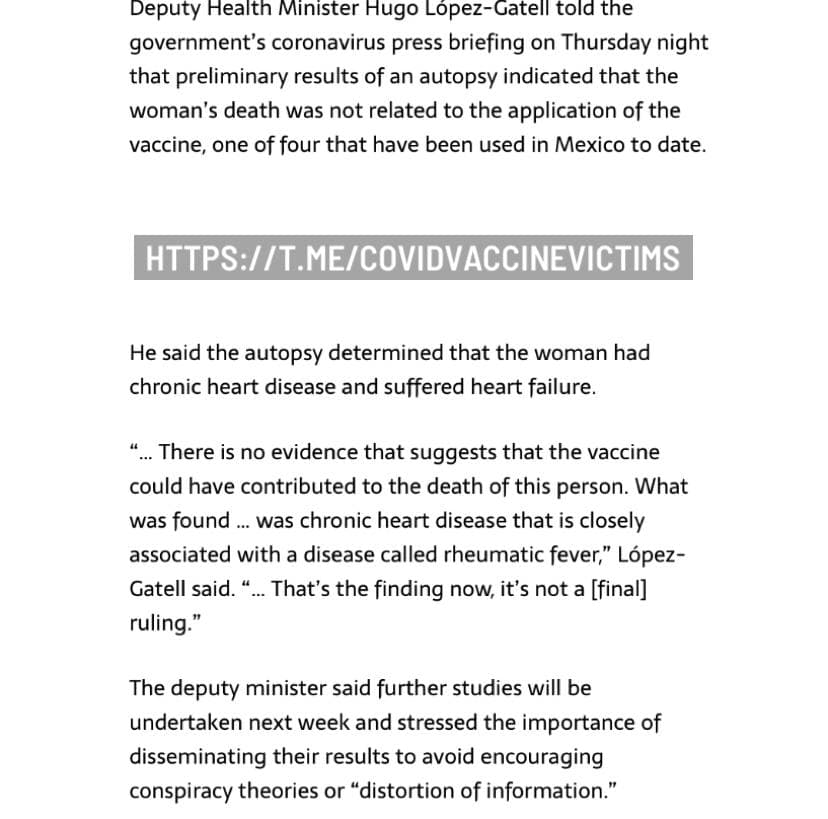 Deputy Health Minister Hugo López-Gatell told the
government’s coronavirus press briefing on Thursday night
that preliminary results of an autopsy indicated that the
woman’s death was not related to the application of the
vaccine, one of four that have been used in Mexico to date.
HTTPS://T.ME/COVIDVACCINEVICTIMS
He said the autopsy determined that the woman had
chronic heart disease and suffered heart failure.
“... There is no evidence that suggests that the vaccine
could have contributed to the death of this person. What
was found ... was chronic heart disease that is closely
associated with a disease called rheumatic fever,” López-
Gatell said. “... That’s the finding now, it’s not a [final]
ruling.”
The deputy minister said further studies will be
undertaken next week and stressed the importance of
disseminating their results to avoid encouraging
conspiracy theories or “distortion of information.”